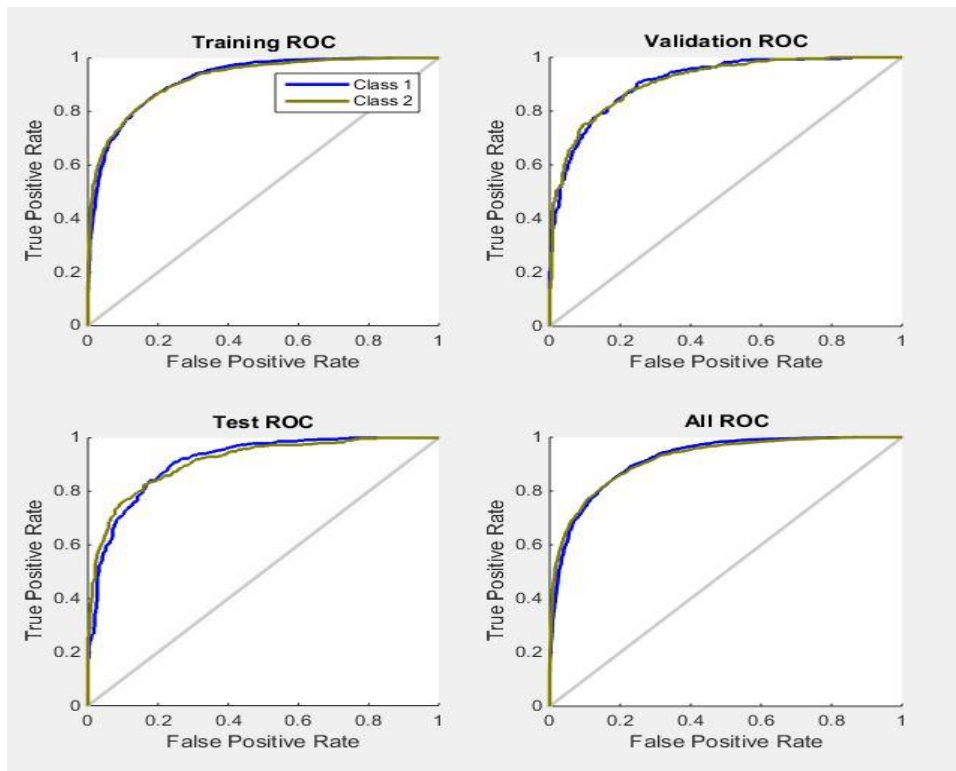 Training ROC
1
0.8
0.6
0.4
0.2
0
True Positive Rate
Class 1
Class 2
0 0.2 0.4 0.6 0.8 1
False Positive Rate
Validation ROC
1
0.8
0.6
0.4
0.2
0
True Positive Rate
0 0.2 0.4 0.6 0.8 1
False Positive Rate
Test ROC
1
0.8
0.6
0.4
0.2
0
True Positive Rate
0 0.2 0.4 0.6 0.8 1
False Positive Rate
All ROC
1
0.8
0.6
0.4
0.2
0
True Positive Rate
0 0.2 0.4 0.6 0.8 1
False Positive Rate